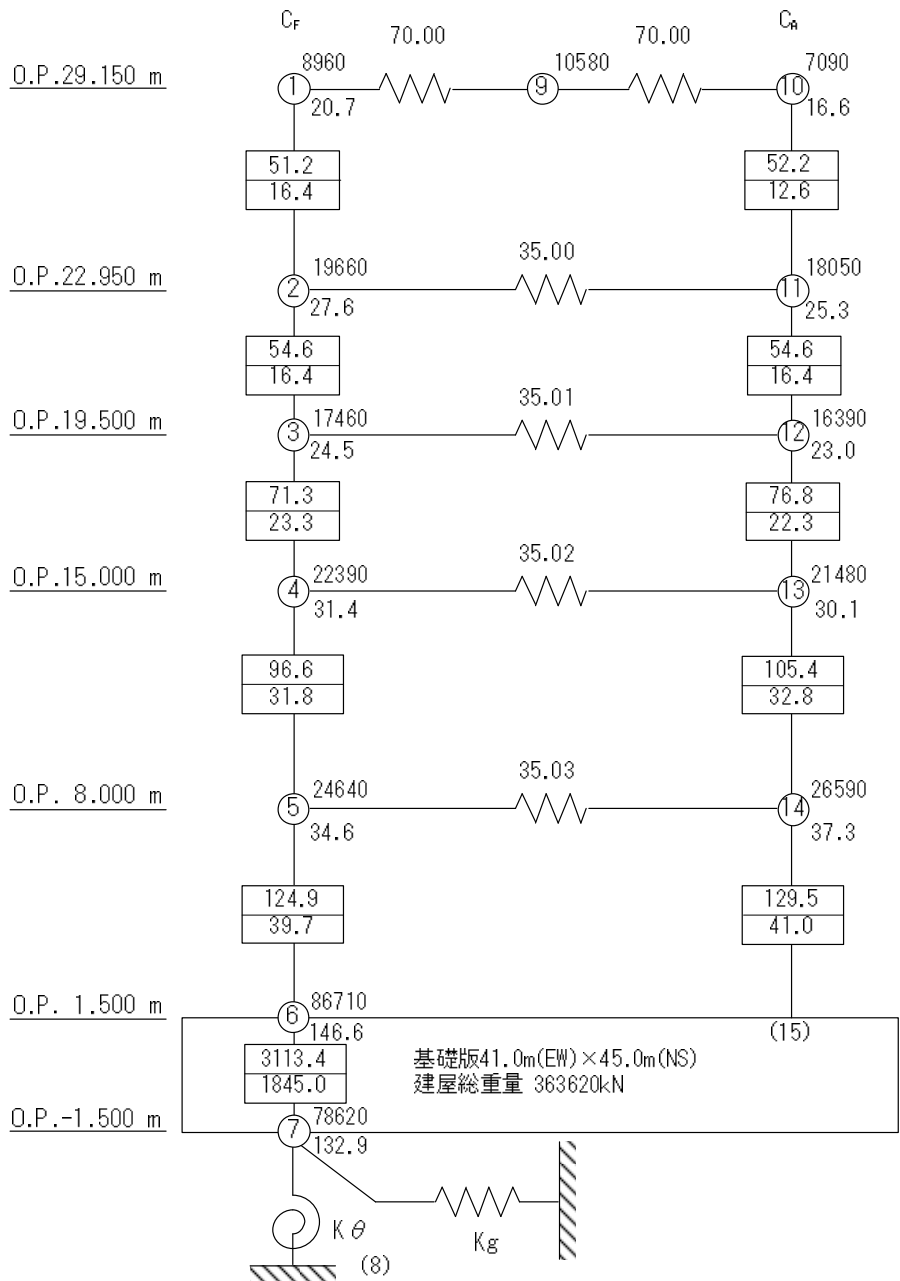 CF CA
70.00 70.00
O.P.29.150 m 1 8960 20.7 9 10580 10 7090 16.6
51.2 52.2
16.4 12.6
35.00
O.P.22.950 m 2 19660 27.6 11 18050 25.3
54.6 54.6
16.4 16.4
35.01
O.P.19.500 m 3 17460 24.5 12 16390 23.0
71.3 76.8
23.3 22.3
35.02
O.P.15.000 m 4 22390 31.4 13 21480 30.1
96.6 105.4
31.8 32.8
35.03
O.P. 8.000 m 5 24640 34.6 14 26590 37.3
124.9 129.5
39.7 41.0
O.P. 1.500 m 6 86710 146.6 (15)
3113.4 基礎版41.0m(EW)×45.0m(NS)
1845.0 建屋総重量 363620kN
O.P.-1.500 m 7 78620 132.9
Kθ Kg
(8)